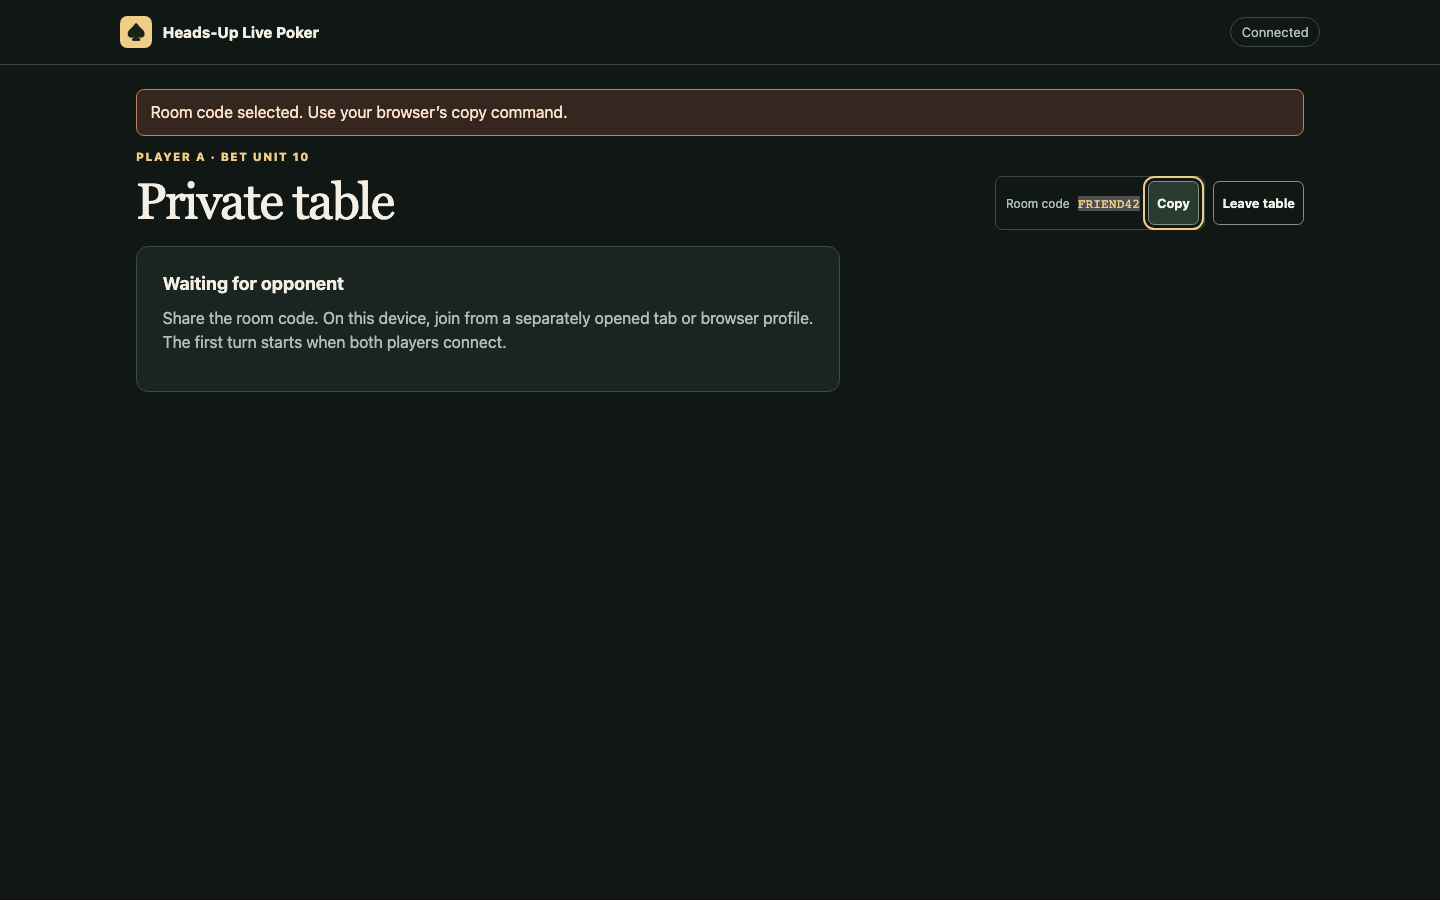 Heads-Up Live Poker
Connected
Room code selected. Use your browser’s copy command.
PLAYER A · BET UNIT 10
Private table
Room code FRIEND42 Copy
Leave table
Waiting for opponent
Share the room code. On this device, join from a separately opened tab or browser profile.
The first turn starts when both players connect.